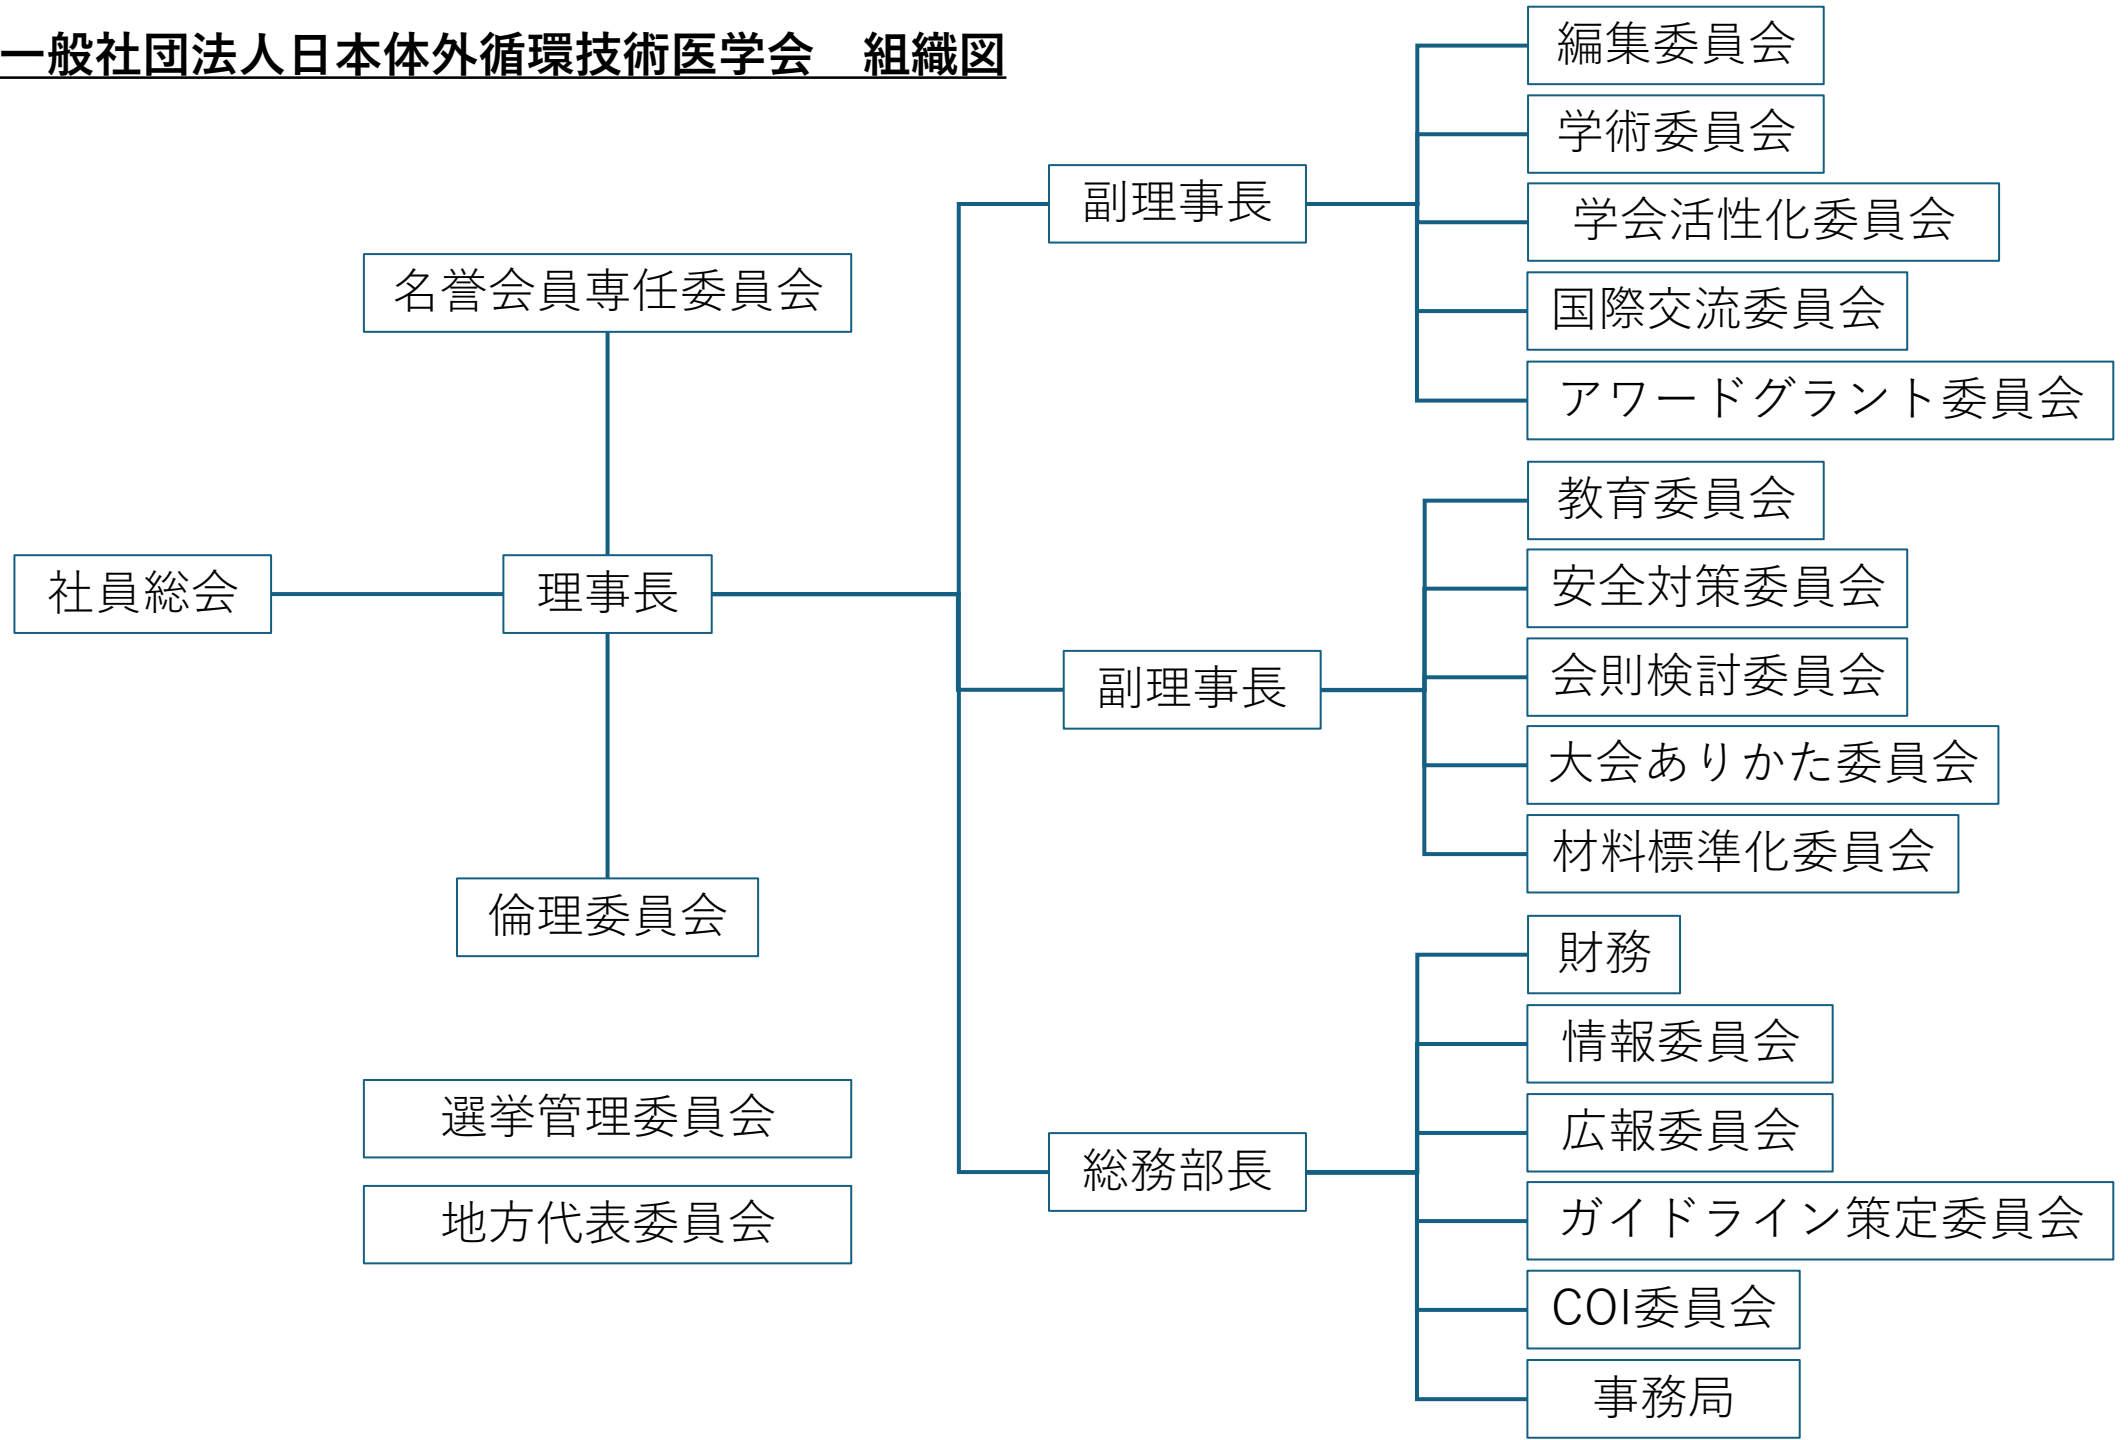 一般社団法人日本体外循環技術医学会　組織図
社員総会
名誉会員専任委員会
理事長
倫理委員会
選挙管理委員会
地方代表委員会
副理事長
編集委員会
学術委員会
学会活性化委員会
国際交流委員会
アワードグラント委員会
副理事長
教育委員会
安全対策委員会
会則検討委員会
大会ありかた委員会
材料標準化委員会
総務部長
財務
情報委員会
広報委員会
ガイドライン策定委員会
COI委員会
事務局